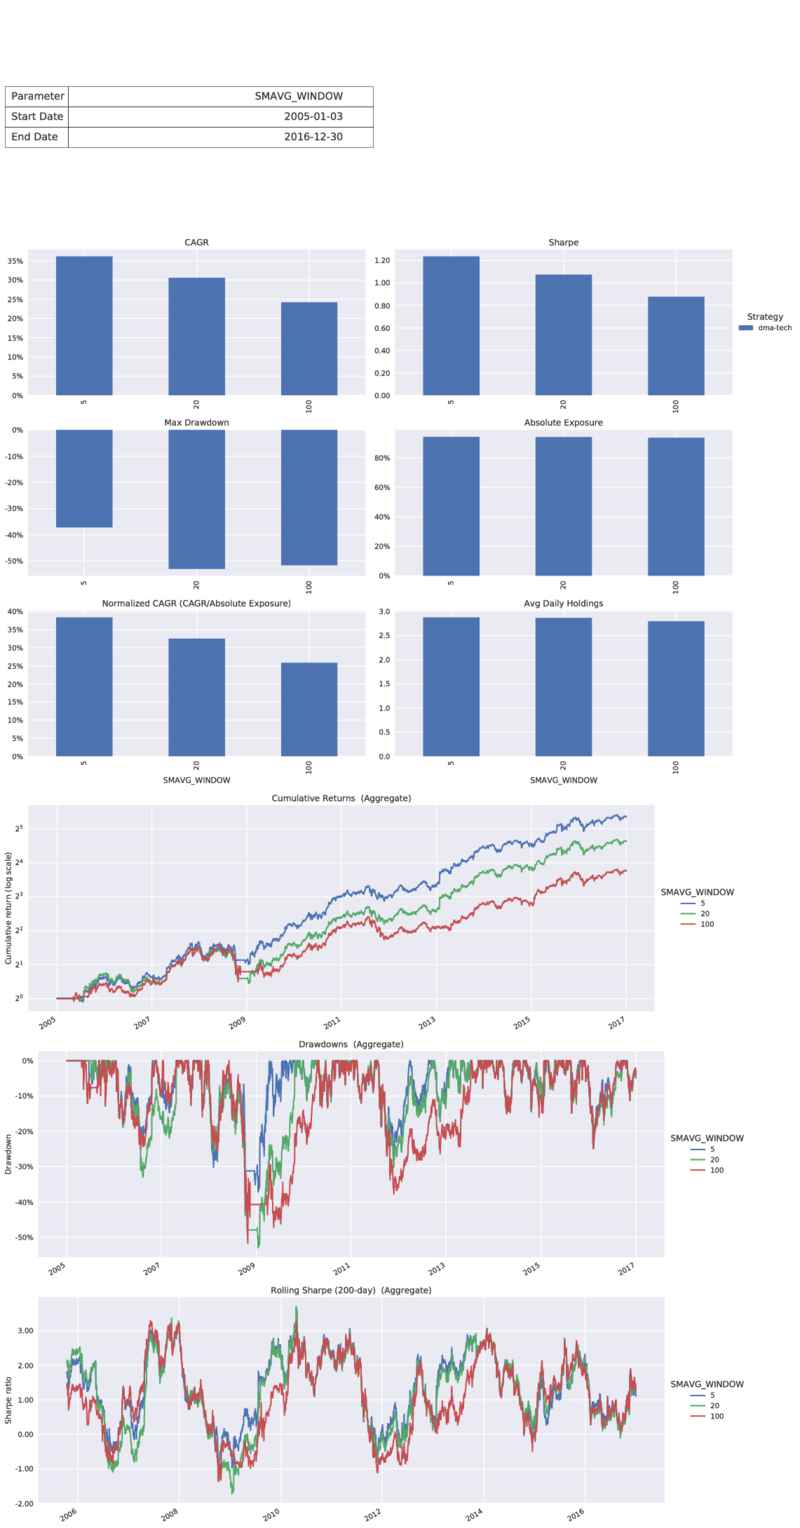 Parameter SMAVG_WINDOW
Start Date 2005-01-03
End Date 2016-12-30
CAGR
35%
30%
25%
20%
15%
10%
5%
0%
5 20 100
Sharpe
1.20
1.00
0.80
0.60
0.40
0.20
0.00
5 20 100
Strategy
dma-tech
Max Drawdown
0%
-10%
-20%
-30%
-40%
-50%
5 20 100
Absolute Exposure
80%
60%
40%
20%
0%
5 20 100
Normalized CAGR (CAGR/Absolute Exposure)
40%
35%
30%
25%
20%
15%
10%
5%
0%
5 20 100
SMAVG_WINDOW
Avg Daily Holdings
3.0
2.5
2.0
1.5
1.0
0.5
0.0
5 20 100
SMAVG_WINDOW
Cumulative Returns (Aggregate)
Cumulative return (log scale)
2⁵
2⁴
2³
2²
2¹
2⁰
2005 2007 2009 2011 2013 2015 2017
SMAVG_WINDOW
5
20
100
Drawdowns (Aggregate)
Drawdown
0%
-10%
-20%
-30%
-40%
-50%
2005 2007 2009 2011 2013 2015 2017
SMAVG_WINDOW
5
20
100
Rolling Sharpe (200-day) (Aggregate)
Sharpe ratio
3.00
2.00
1.00
0.00
-1.00
-2.00
2006 2008 2010 2012 2014 2016
SMAVG_WINDOW
5
20
100